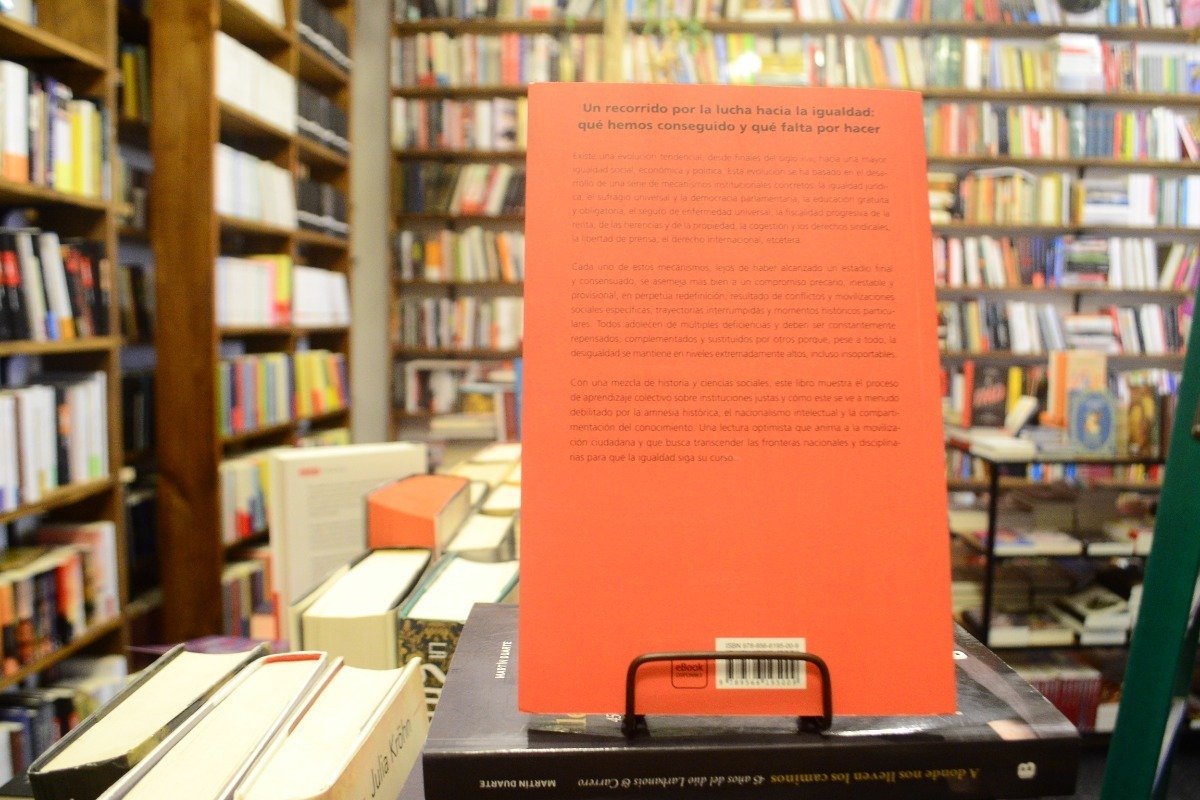 Un recorrido por la lucha hacia la igualdad:
qué hemos conseguido y qué falta por hacer
Existe una evolución tendencial, desde finales del siglo XVIII, hacia una mayor
igualdad social, económica y política. Esta evolución se ha basado en el desa-
rrollo de una serie de mecanismos institucionales concretos: la igualdad jurídi-
ca, el sufragio universal y la democracia parlamentaria, la educación gratuita
y obligatoria, el seguro de enfermedad universal, la fiscalidad progresiva de la
renta, de las herencias y de la propiedad, la cogestión y los derechos sindicales,
la libertad de prensa, el derecho internacional, etcétera.
Cada uno de estos mecanismos, lejos de haber alcanzado un estadio final
y consensuado, se asemeja más bien a un compromiso precario, inestable y
provisional, en perpetua redefinición, resultado de conflictos y movilizaciones
sociales específicas, trayectorias interrumpidas y momentos históricos particu-
lares. Todos adolecen de múltiples deficiencias y deben ser constantemente
repensados, complementados y sustituidos por otros porque, pese a todo, la
desigualdad se mantiene en niveles extremadamente altos, incluso insoportables.
Con una mezcla de historia y ciencias sociales, este libro muestra el proceso
de aprendizaje colectivo sobre instituciones justas y cómo este se ve a menudo
debilitado por la amnesia histórica, el nacionalismo intelectual y la comparti-
mentación del conocimiento. Una lectura optimista que anima a la moviliza-
ción ciudadana y que busca transcender las fronteras nacionales y disciplina-
rias para que la igualdad siga su curso.
eBook
DISPONIBLE
MARTÍN DUARTE
LA
Julia Kröhn
MARTÍN DUARTE
45 años del dúo Larbanois & Carrero
A donde nos lleven los caminos
B